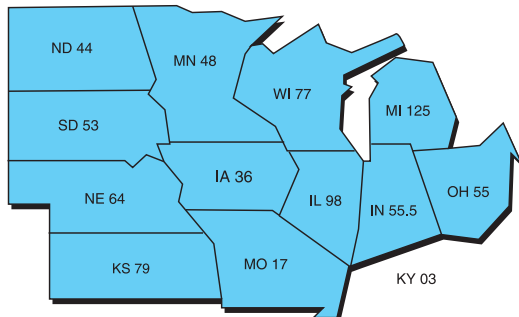 ND 44
MN 48
WI 77
MI 125
SD 53
IA 36
NE 64
IL 98
IN 55.5
OH 55
KS 79
MO 17
KY 03